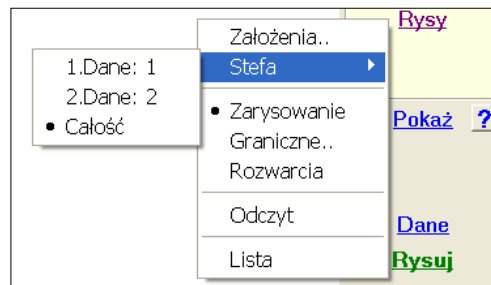 Założenia..
Stefa
1.Dane: 1
2.Dane: 2
Całość
Zarysowanie
Graniczne..
Rozwarcia
Odczyt
Lista
Rysy
Pokaż ?
Dane
Rysuj